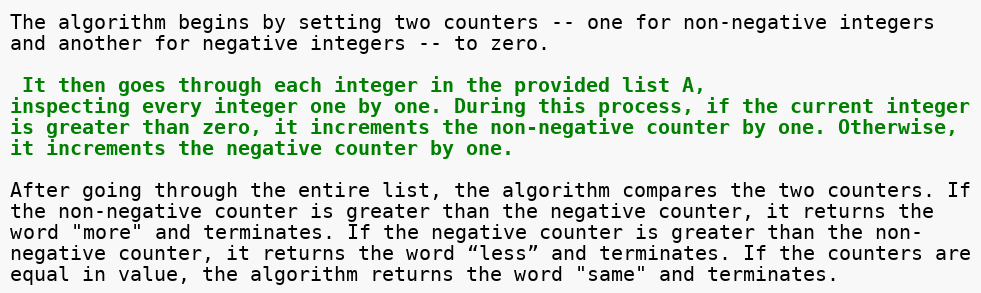 The algorithm begins by setting two counters -- one for non-negative integers
and another for negative integers -- to zero.
It then goes through each integer in the provided list A,
inspecting every integer one by one. During this process, if the current integer
is greater than zero, it increments the non-negative counter by one. Otherwise,
it increments the negative counter by one.
After going through the entire list, the algorithm compares the two counters. If
the non-negative counter is greater than the negative counter, it returns the
word "more" and terminates. If the negative counter is greater than the non-
negative counter, it returns the word “less” and terminates. If the counters are
equal in value, the algorithm returns the word "same" and terminates.